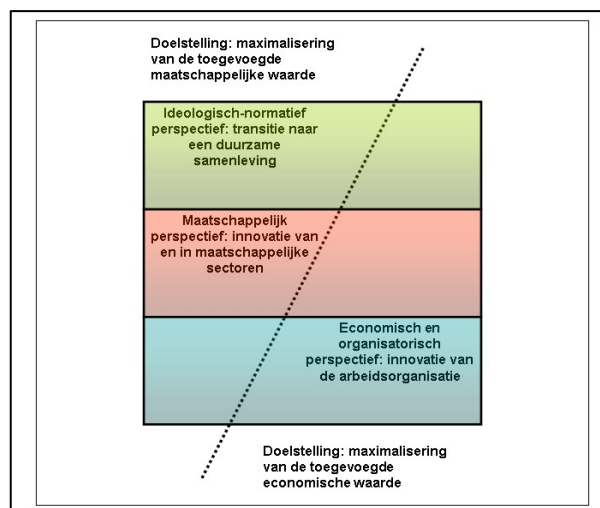 Doelstelling: maximalisering
van de toegevoegde
maatschappelijke waarde
Ideologisch-normatief
perspectief: transitie naar
een duurzame
samenleving
Maatschappelijk
perspectief: innovatie van
en in maatschappelijke
sectoren
Economisch en
organisatorisch
perspectief: innovatie van
de arbeidsorganisatie
Doelstelling: maximalisering
van de toegevoegde
economische waarde